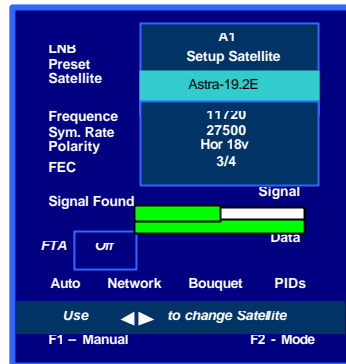 A1
LNB
Preset Setup Satellite
Satellite Astra-19.2E
Frequence 11720
Sym. Rate 27500
Polarity Hor 18v
FEC 3/4
Signal
Signal Found
Data
FTA Off
Auto Network Bouquet PIDs
Use ◀ ▶ to change Satellite
F1 – Manual F2 - Mode